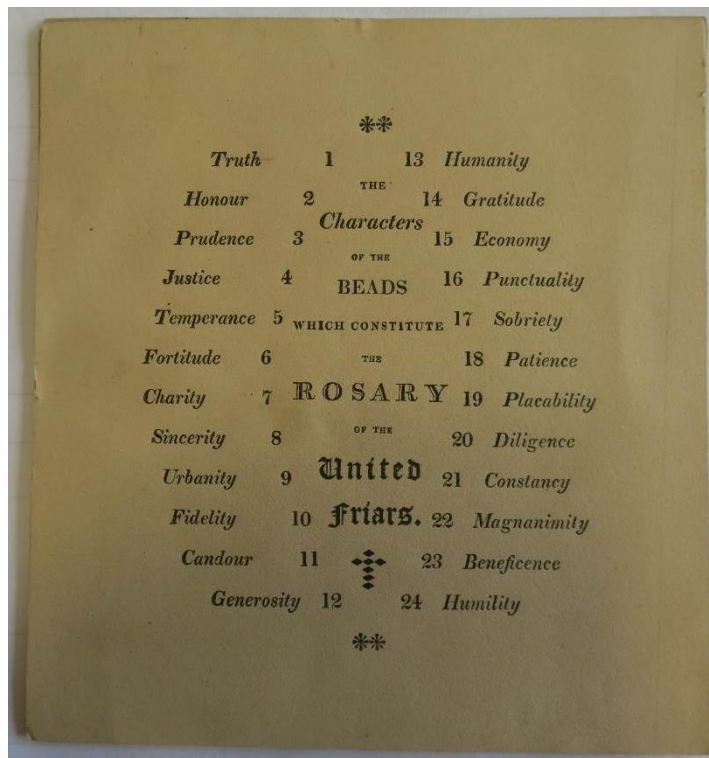 **
Truth 1 13 Humanity
THE
Honour 2 14 Gratitude
Characters
Prudence 3 15 Economy
OF THE
Justice 4 BEADS 16 Punctuality
Temperance 5 WHICH CONSTITUTE 17 Sobriety
Fortitude 6 THE 18 Patience
Charity 7 ROSARY 19 Placability
OF THE
Sincerity 8 20 Diligence
Urbanity 9 United 21 Constancy
Fidelity 10 Friars. 22 Magnanimity
Candour 11 23 Beneficence
Generosity 12 24 Humility
**